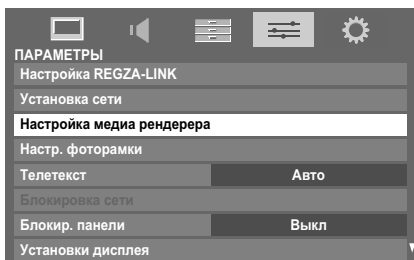 ПАРАМЕТРЫ
Настройка REGZA-LINK
Установка сети
Настройка медиа рендерера
Настр. фоторамки
Телетекст Авто
Блокировка сети
Блокир. панели Выкл
Установки дисплея